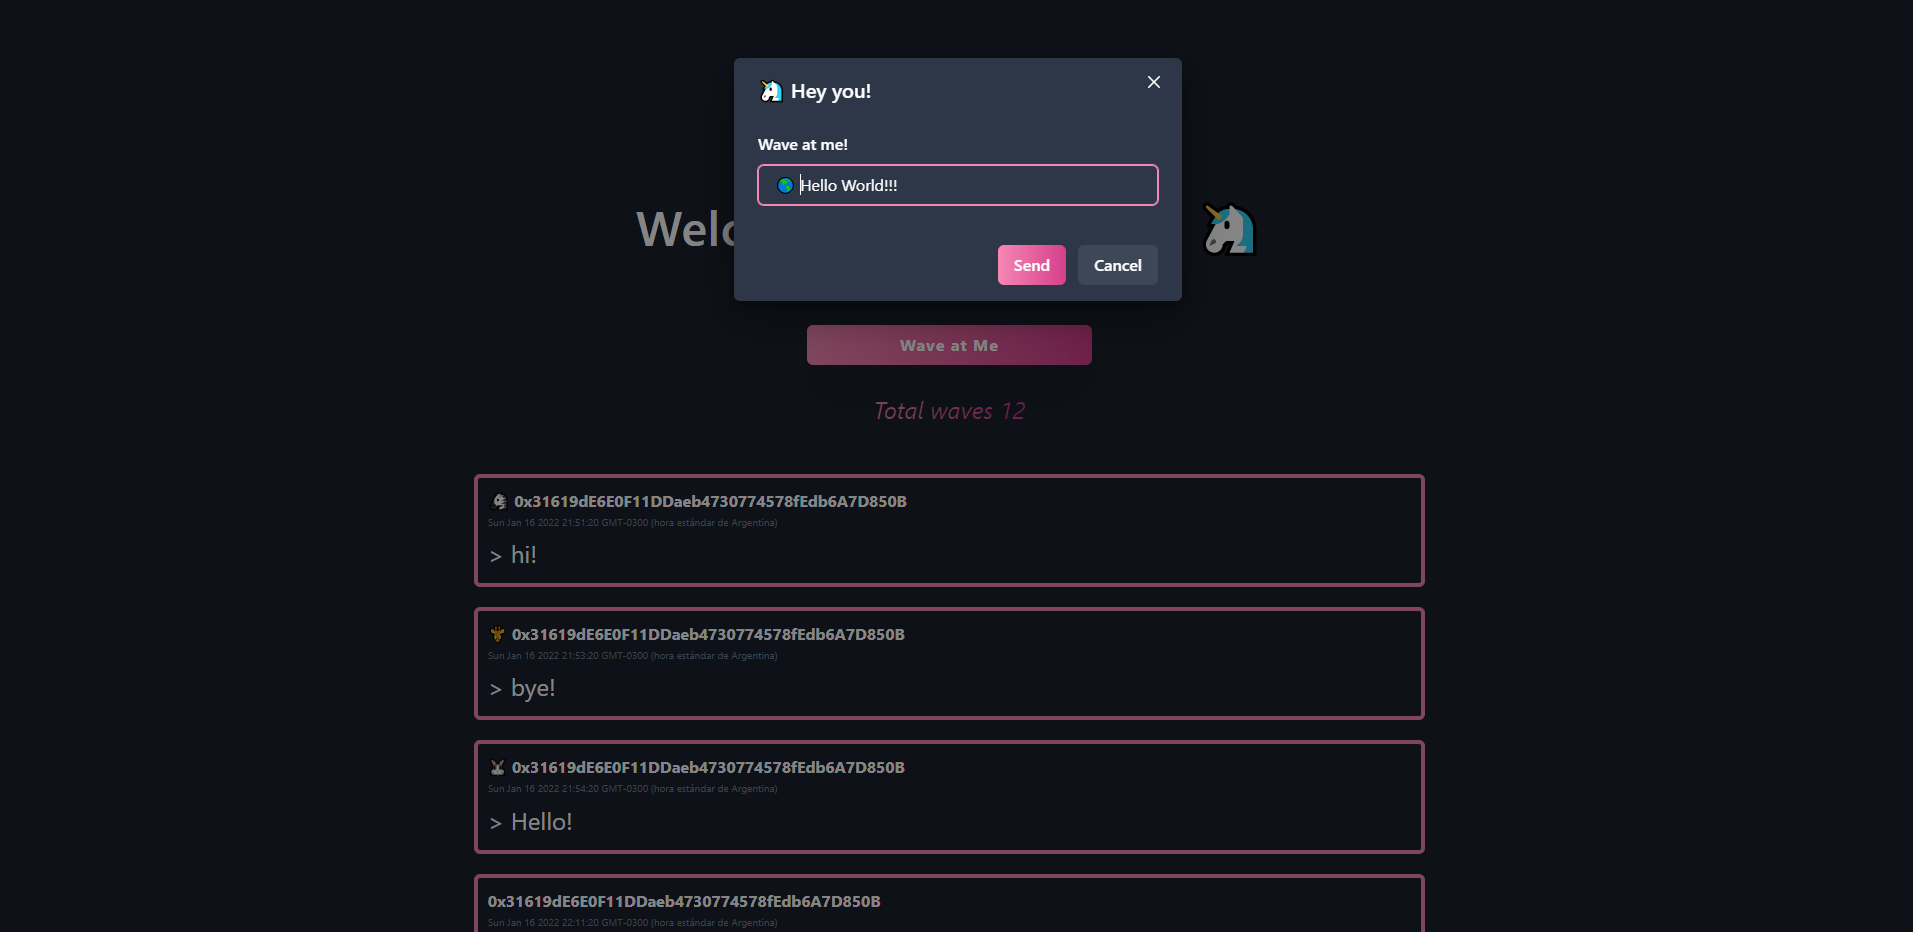 🦄 Hey you!
Wave at me!
🌎 Hello World!!!
Send
Cancel
Wave at Me
Total waves 12
0x31619dE6E0F11DDaeb4730774578fEdb6A7D850B
Sun Jan 16 2022 21:51:20 GMT-0300 (hora estándar de Argentina)
> hi!
0x31619dE6E0F11DDaeb4730774578fEdb6A7D850B
Sun Jan 16 2022 21:53:20 GMT-0300 (hora estándar de Argentina)
> bye!
0x31619dE6E0F11DDaeb4730774578fEdb6A7D850B
Sun Jan 16 2022 21:54:20 GMT-0300 (hora estándar de Argentina)
> Hello!
0x31619dE6E0F11DDaeb4730774578fEdb6A7D850B
Sun Jan 16 2022 22:11:20 GMT-0300 (hora estándar de Argentina)